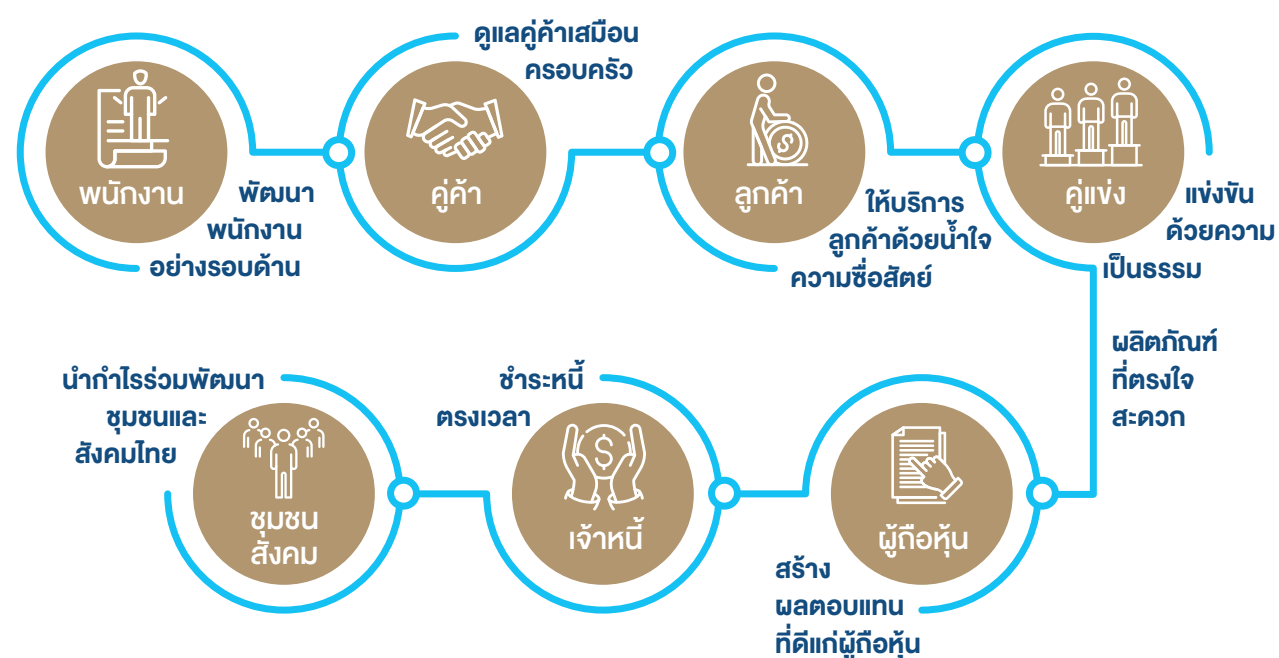 พนักงาน
พัฒนา
พนักงาน
อย่างรอบด้าน
ดูแลคู่ค้าเสมือน
ครอบครัว
คู่ค้า
ลูกค้า
ให้บริการ
ลูกค้าด้วยน้ำใจ
ความซื่อสัตย์
คู่แข่ง
แข่งขัน
ด้วยความ
เป็นธรรม
ผลิตภัณฑ์
ที่ตรงใจ
สะดวก
ผู้ถือหุ้น
สร้าง
ผลตอบแทน
ที่ดีแก่ผู้ถือหุ้น
ชำระหนี้
ตรงเวลา
$
เจ้าหนี้
นำกำไรร่วมพัฒนา
ชุมชนและ
สังคมไทย
ชุมชน
สังคม